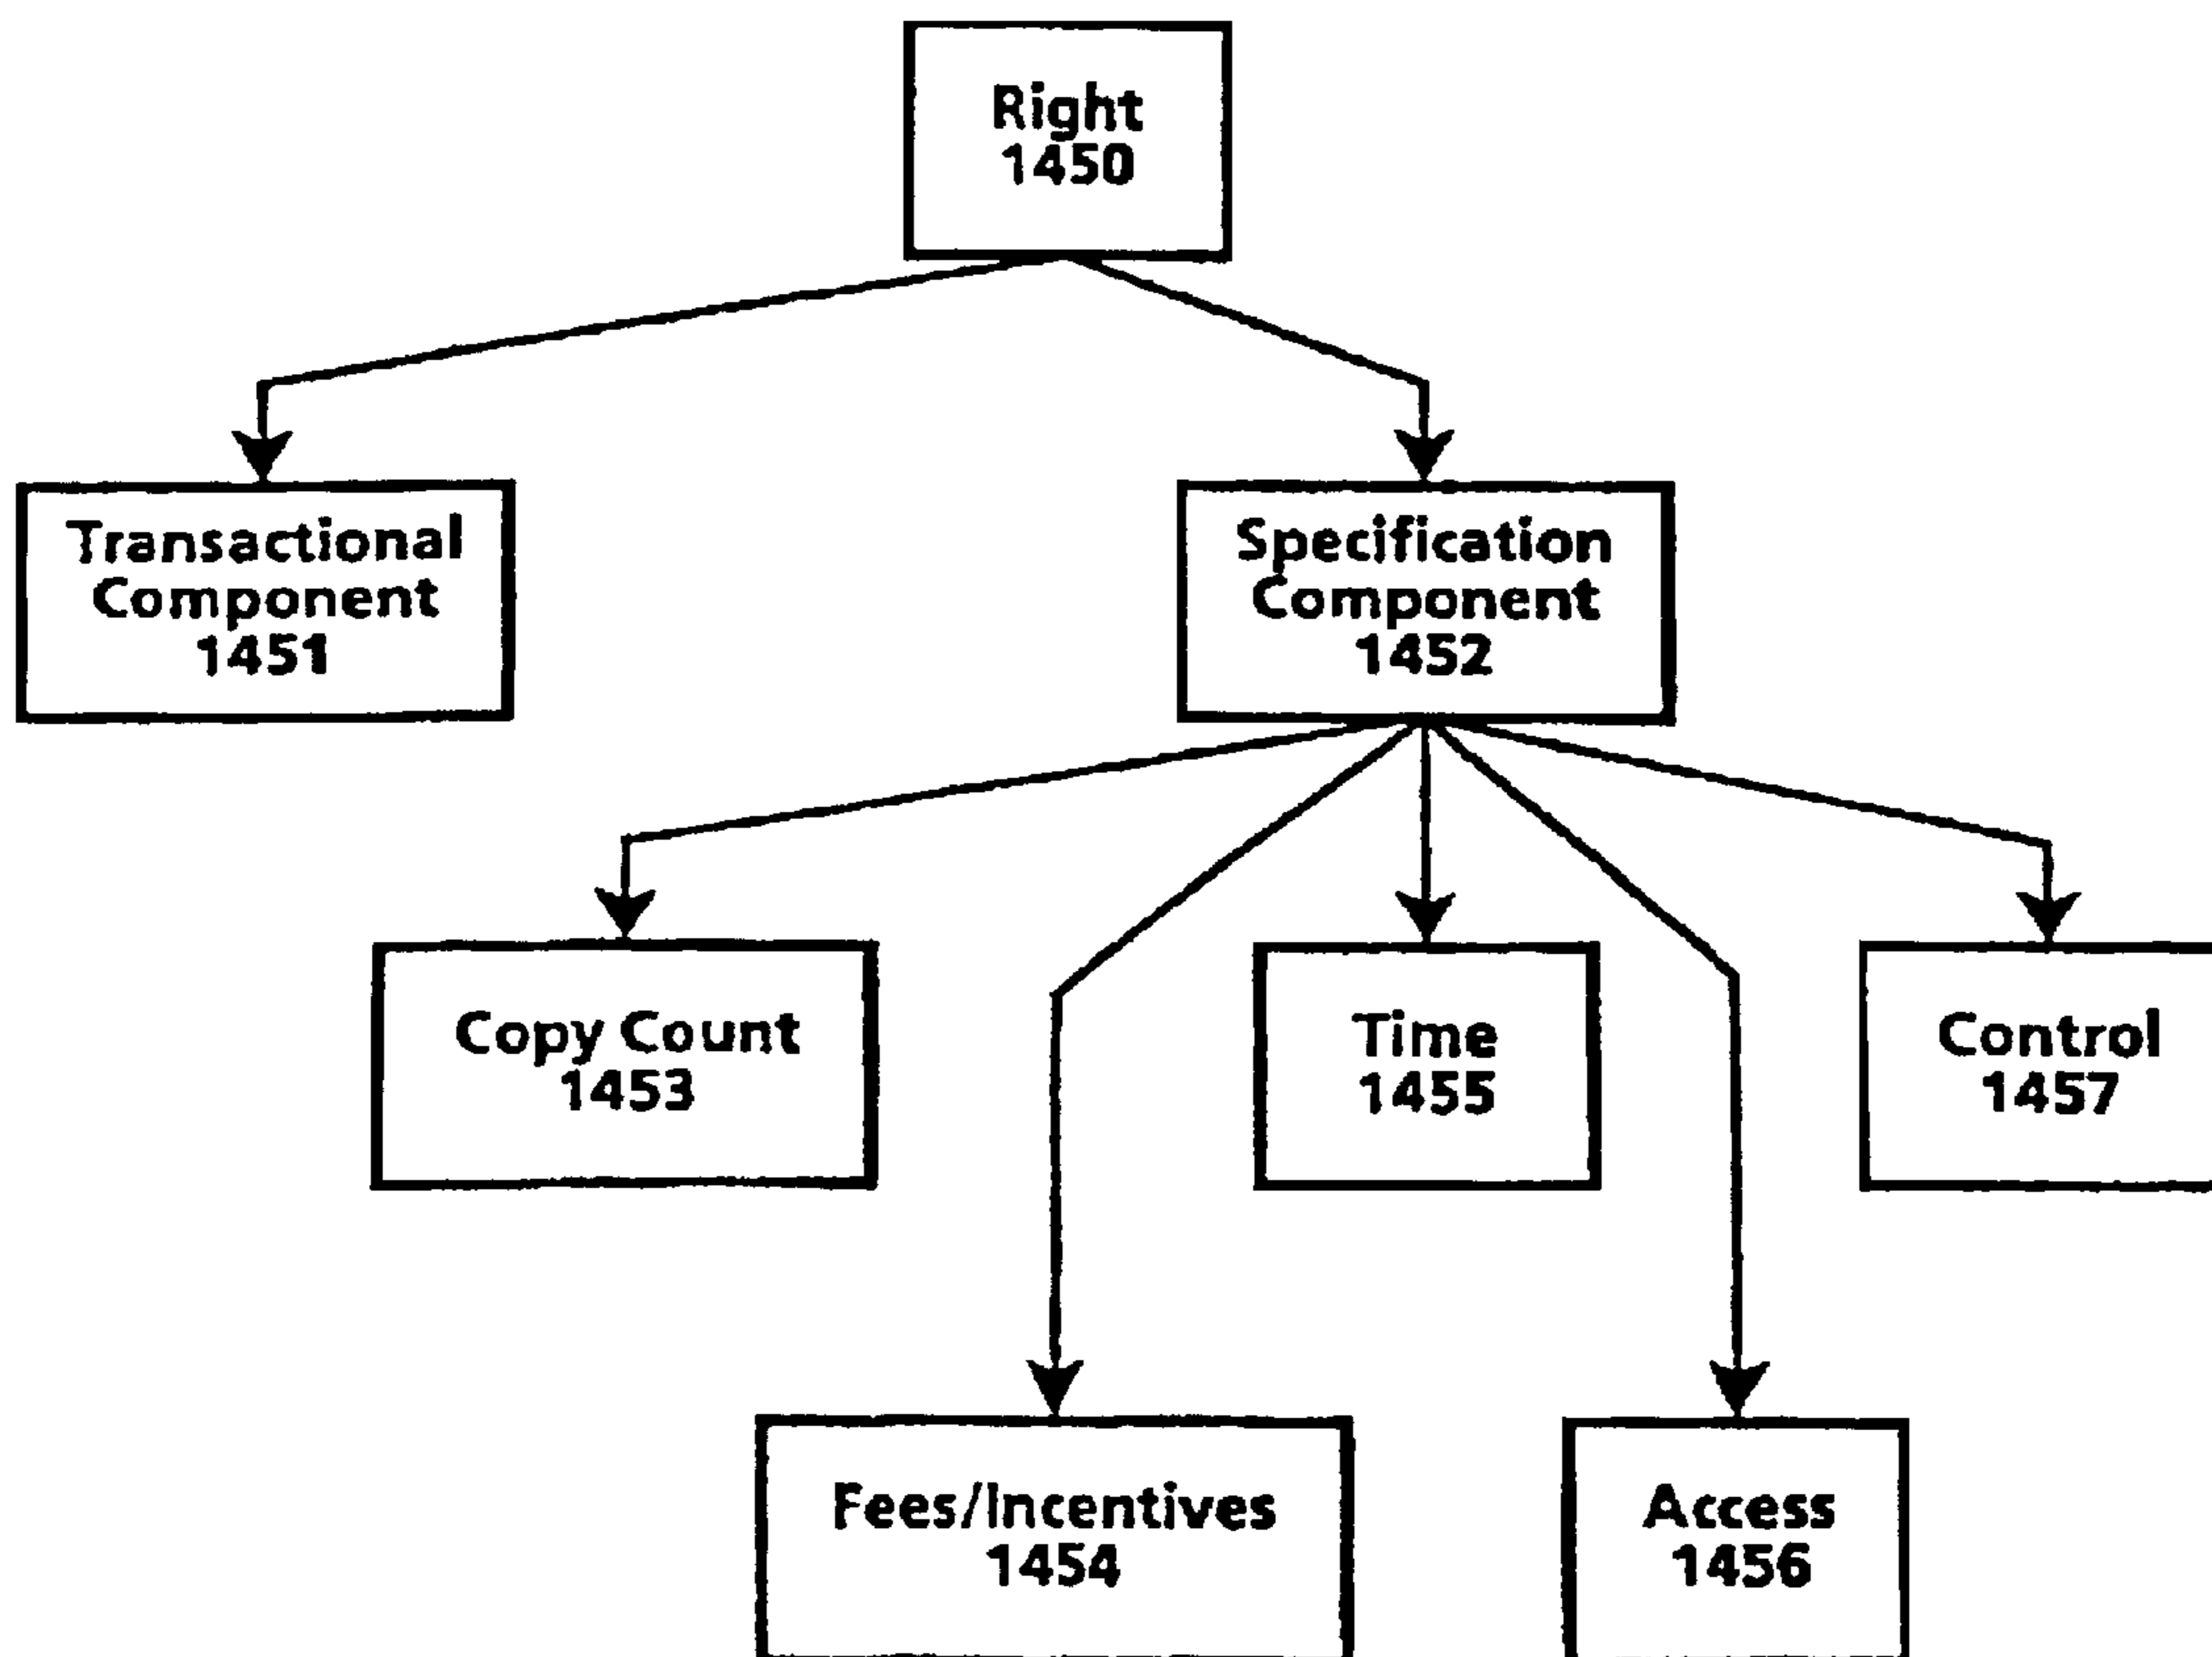 Right
1450
Transactional
Component
1451
Specification
Component
1452
Copy Count
1453
Time
1455
Control
1457
Fees/Incentives
1454
Access
1456